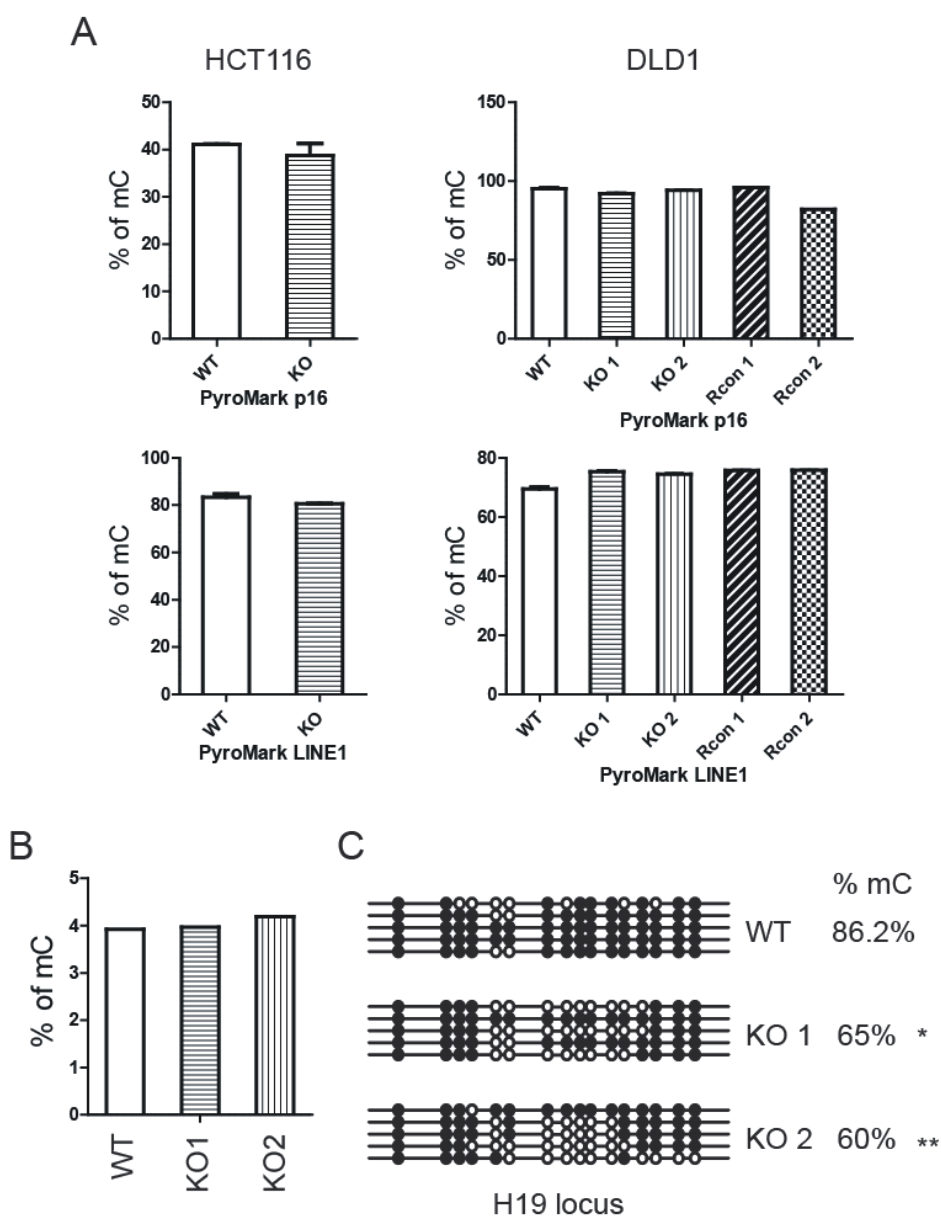 A
HCT116
DLD1
50
40
30
20
10
0
% of mC
WT
KO
PyroMark p16
150
100
50
0
% of mC
WT
KO 1
KO 2
Rcon 1
Rcon 2
PyroMark p16
100
80
60
40
20
0
% of mC
WT
KO
PyroMark LINE1
80
60
40
20
0
% of mC
WT
KO 1
KO 2
Rcon 1
Rcon 2
PyroMark LINE1
B
5
4
3
2
1
0
% of mC
WT
KO1
KO2
C
% mC
WT 86.2%
KO 1 65% *
KO 2 60% **
H19 locus